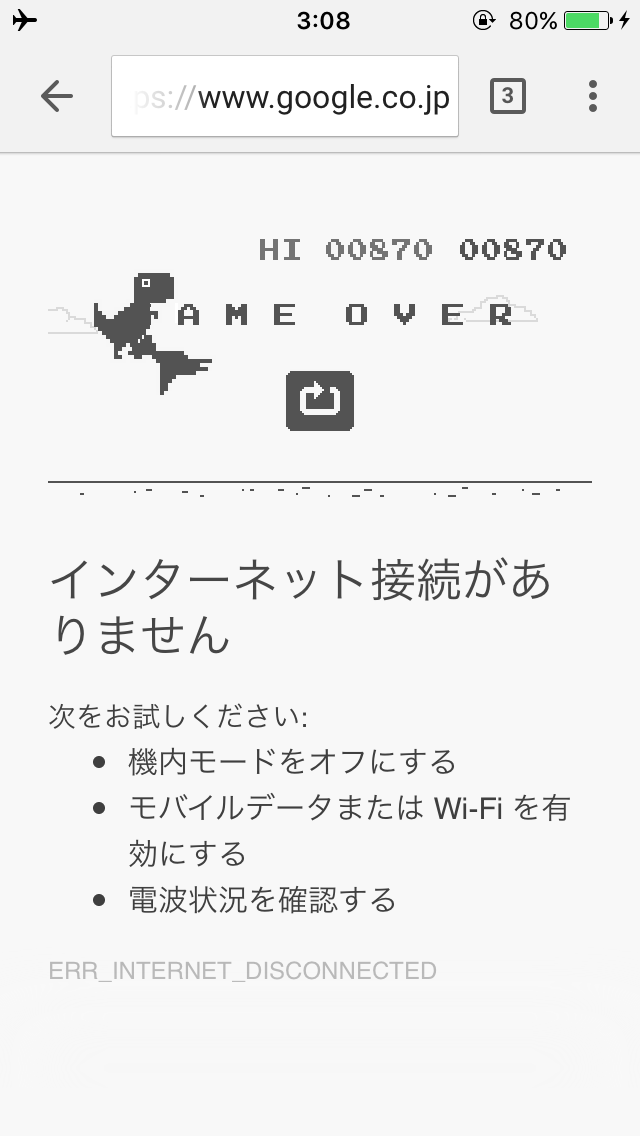 3:08
80%
ps://www.google.co.jp
3
HI 00870 00870
AME OVER
インターネット接続があ
りません
次をお試しください:
機内モードをオフにする
モバイルデータまたは Wi-Fi を有
効にする
電波状況を確認する
ERR_INTERNET_DISCONNECTED